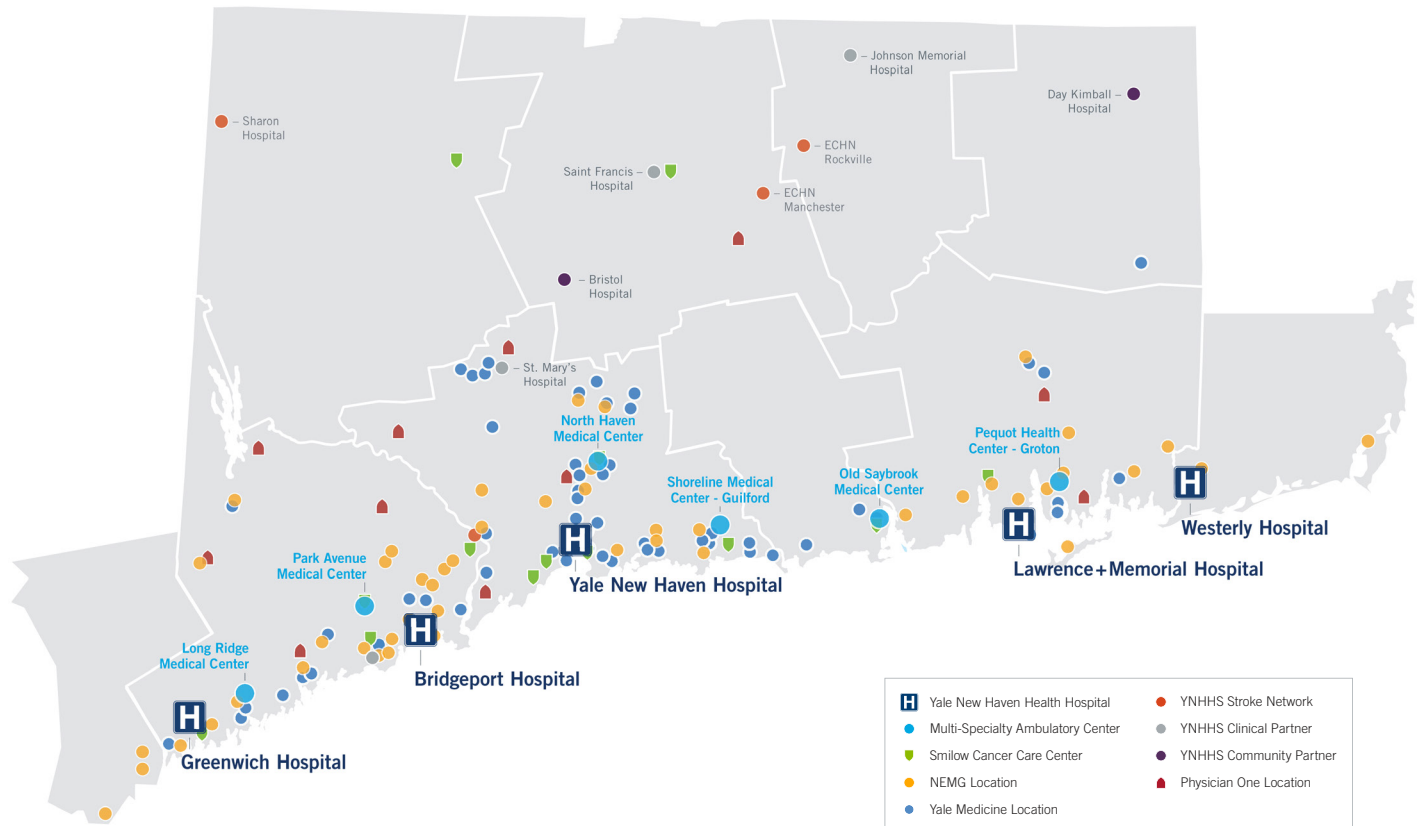 – Johnson Memorial
Hospital
Day Kimball –
Hospital
– Sharon
Hospital
– ECHN
Rockville
Saint Francis –
Hospital
– ECHN
Manchester
– Bristol
Hospital
– St. Mary's
Hospital
North Haven
Medical Center
Pequot Health
Center - Groton
Shoreline Medical
Center - Guilford
Old Saybrook
Medical Center
H
Westerly Hospital
H
Lawrence+Memorial Hospital
H
Yale New Haven Hospital
Park Avenue
Medical Center
H
Bridgeport Hospital
Long Ridge
Medical Center
H
Greenwich Hospital
H Yale New Haven Health Hospital
Multi-Specialty Ambulatory Center
Smilow Cancer Care Center
NEMG Location
Yale Medicine Location
YNHHS Stroke Network
YNHHS Clinical Partner
YNHHS Community Partner
Physician One Location